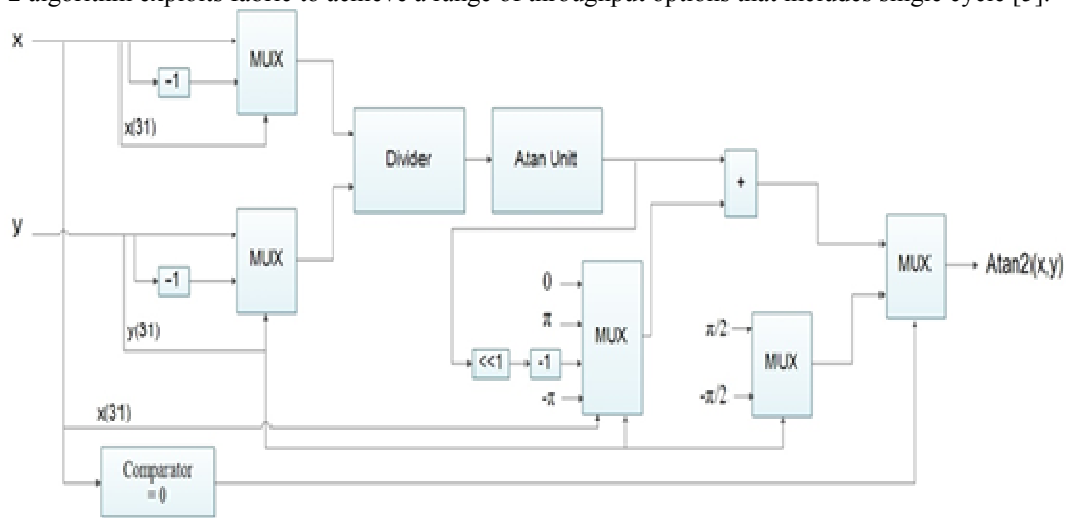 2 algorithm exploits fabric to achieve a range of throughput options that includes single cycle [5].
x
-1
MUX
x(31)
Divider
Atan Unit
+
y
-1
MUX
y(31)
MUX
Atan2(x,y)
0
π
<<1
-1
-π
MUX
π/2
-π/2
MUX
x(31)
Comparator
= 0